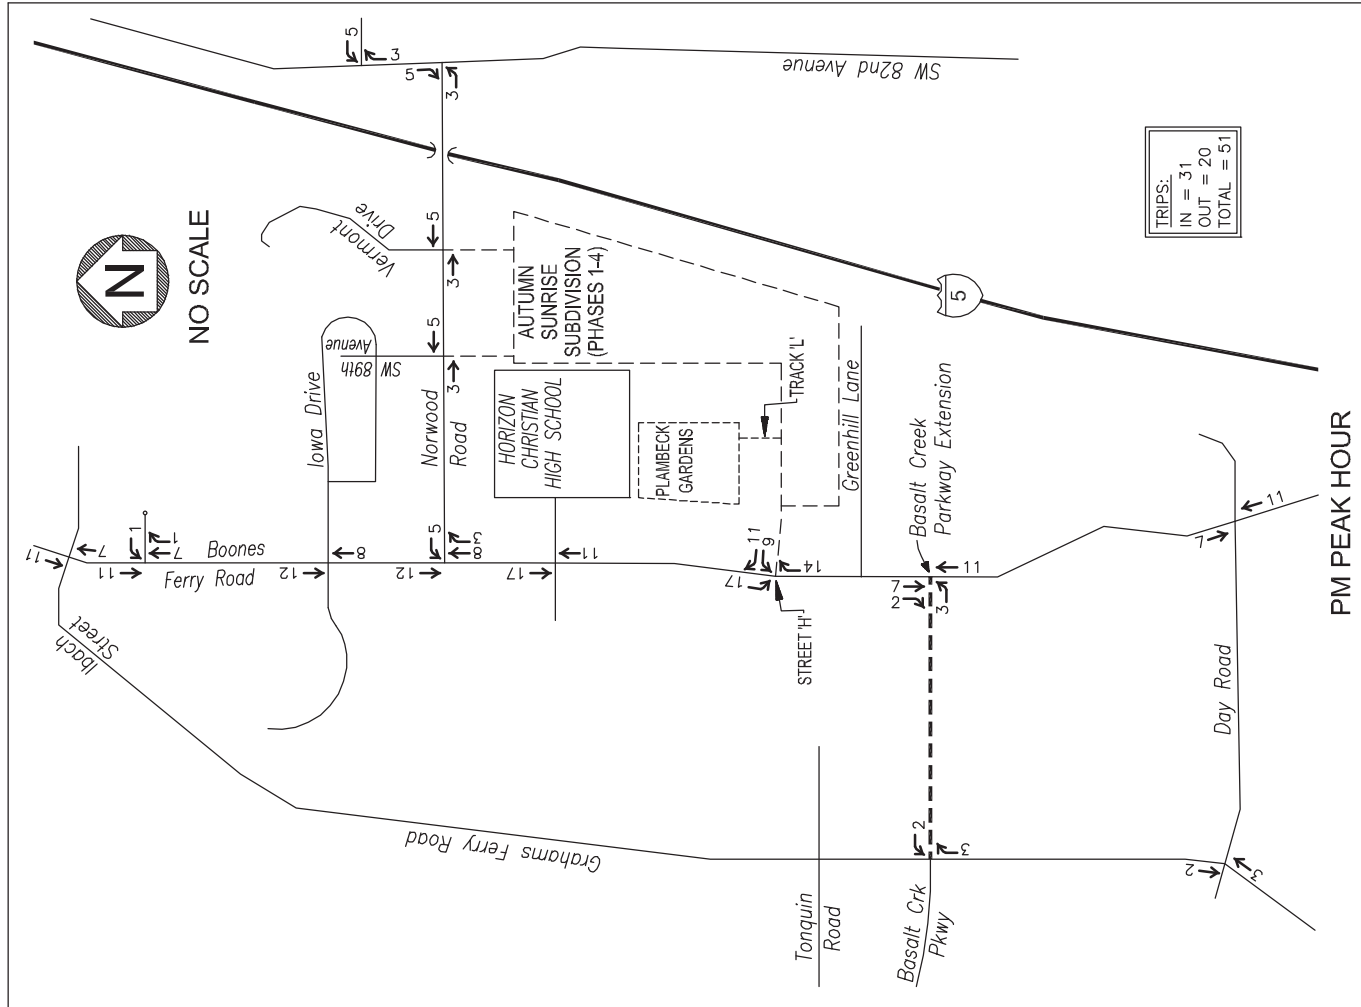 5
3
SW 82nd Avenue
5
3
N
NO SCALE
TRIPS:
IN = 31
OUT = 20
TOTAL = 51
Vermont
Drive
5
3
5
3
SW 89th
Avenue
Iowa Drive
Norwood
Road
AUTUMN
SUNRISE
SUBDIVISION
(PHASES 1-4)
HORIZON
CHRISTIAN
HIGH SCHOOL
PLAMBECK
GARDENS
TRACK 'L'
Greenhill Lane
5
Basalt Creek
Parkway Extension
11
7
1
1
11
7
Boones
Ferry Road
12
8
5
3
12
8
17
11
11
9
17
14
STREET 'H'
7
2
3
11
7
11
Ibach
Street
Grahams Ferry Road
Tonquin
Road
2
3
Basalt Crk
Pkwy
Day Road
2
3
PM PEAK HOUR